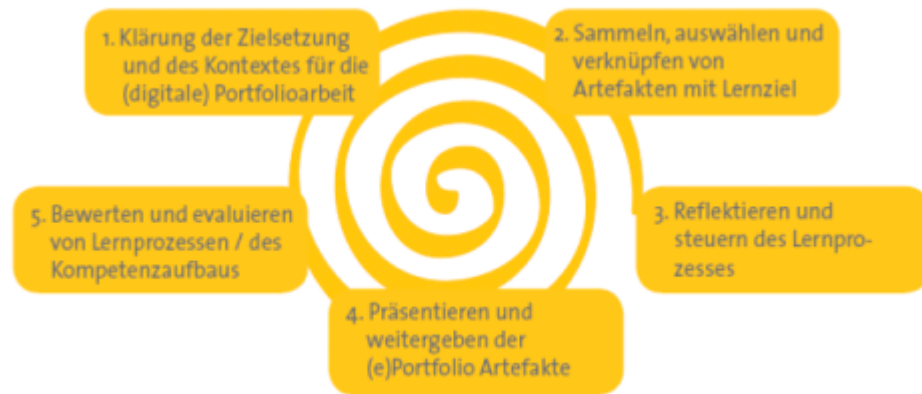 1. Klärung der Zielsetzung
und des Kontextes für die
(digitale) Portfolioarbeit
2. Sammeln, auswählen und
verknüpfen von
Artefakten mit Lernziel
3. Reflektieren und
steuern des Lernpro-
zesses
4. Präsentieren und
weitergeben der
(e)Portfolio Artefakte
5. Bewerten und evaluieren
von Lernprozessen / des
Kompetenzaufbaus